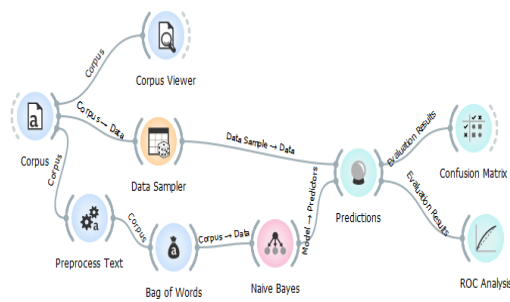 Corpus
Corpus Viewer
Corpus → Data
Corpus
Corpus
Data Sampler
Data Sample → Data
Preprocess Text
Corpus
Bag of Words
Corpus → Data
Naive Bayes
Model → Predictors
Predictions
Evaluation Results
Confusion Matrix
Evaluation Results
ROC Analysis